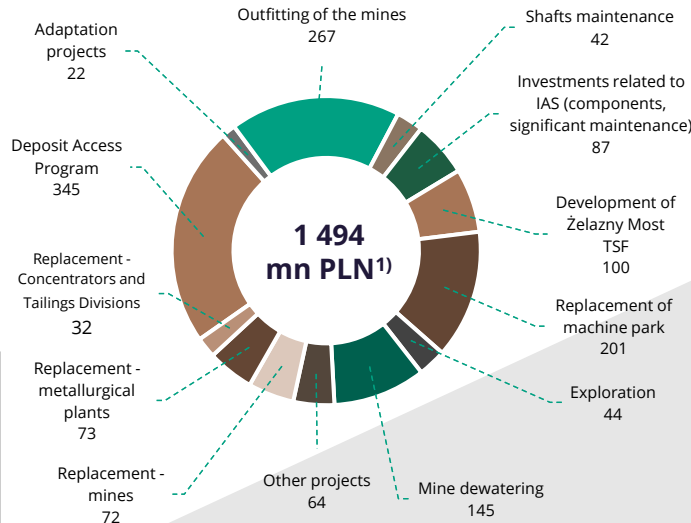 Outfitting of the mines
267
Shafts maintenance
42
Investments related to
IAS (components,
significant maintenance)
87
Development of
Żelazny Most
TSF
100
Replacement of
machine park
201
Exploration
44
Mine dewatering
145
Other projects
64
Replacement -
mines
72
Replacement -
metallurgical
plants
73
Replacement -
Concentrators and
Tailings Divisions
32
Deposit Access
Program
345
Adaptation
projects
22
1 494
mn PLN¹⁾